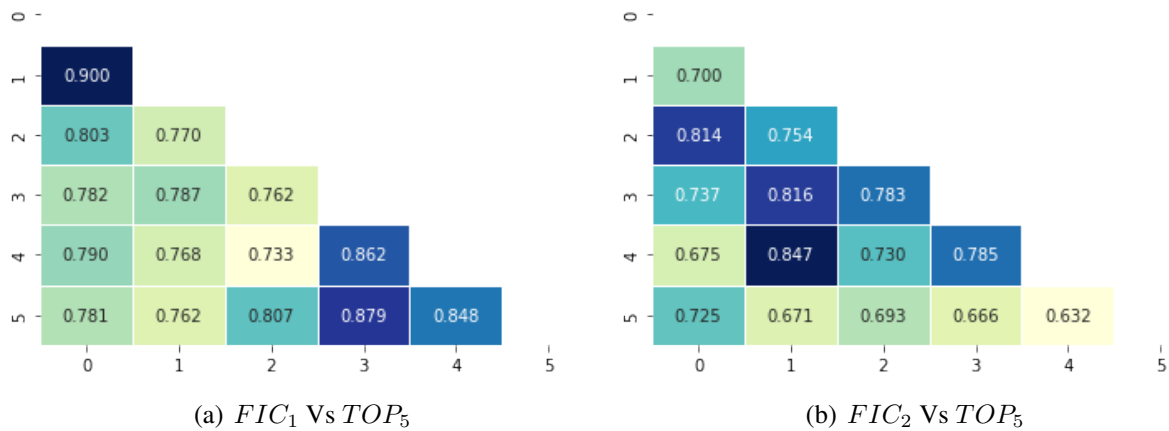 0
1 0.900
2 0.803 0.770
3 0.782 0.787 0.762
4 0.790 0.768 0.733 0.862
5 0.781 0.762 0.807 0.879 0.848
0 1 2 3 4 5
(a) FIC₁ Vs TOP₅
0
1 0.700
2 0.814 0.754
3 0.737 0.816 0.783
4 0.675 0.847 0.730 0.785
5 0.725 0.671 0.693 0.666 0.632
0 1 2 3 4 5
(b) FIC₂ Vs TOP₅